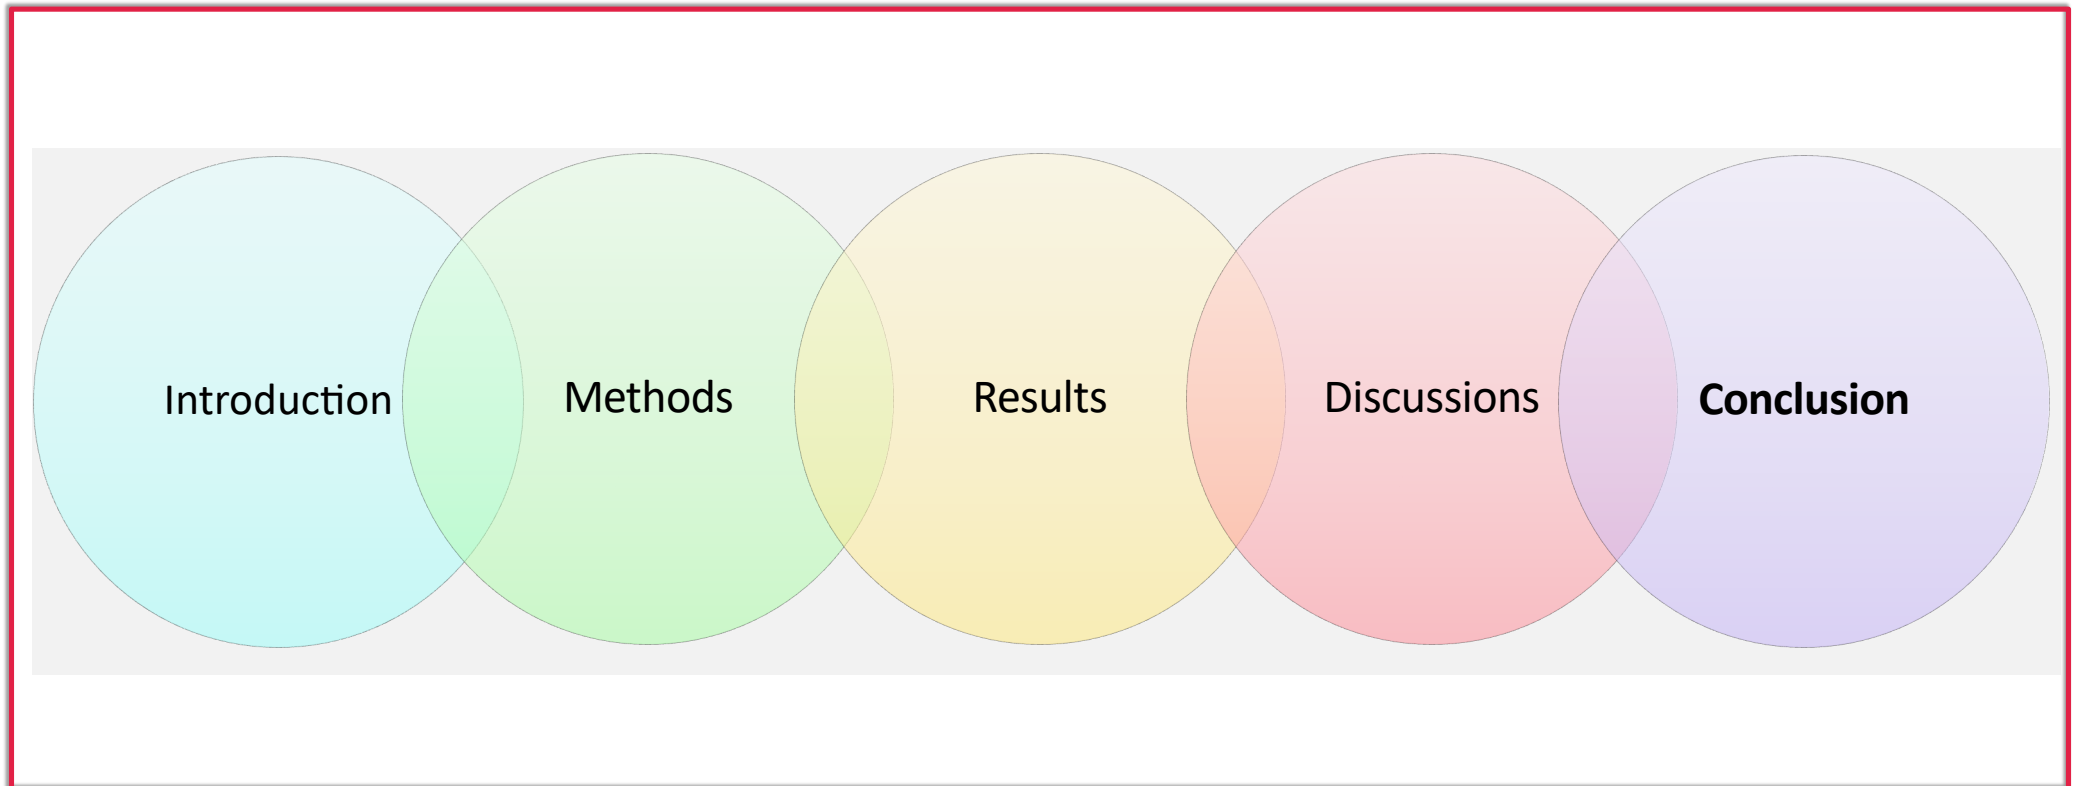 Introduction
Methods
Results
Discussions
Conclusion